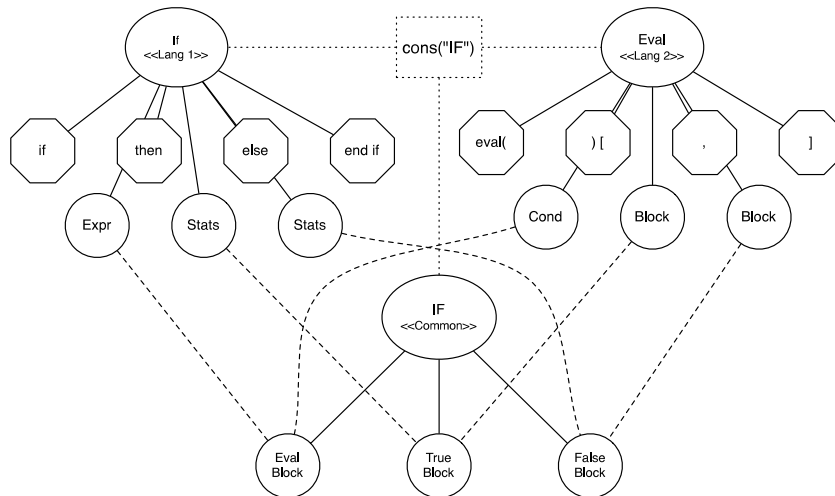 If
<<Lang 1>>
cons("IF")
Eval
<<Lang 2>>
if
then
else
end if
eval(
) [
,
]
Expr
Stats
Stats
Cond
Block
Block
IF
<<Common>>
Eval
Block
True
Block
False
Block